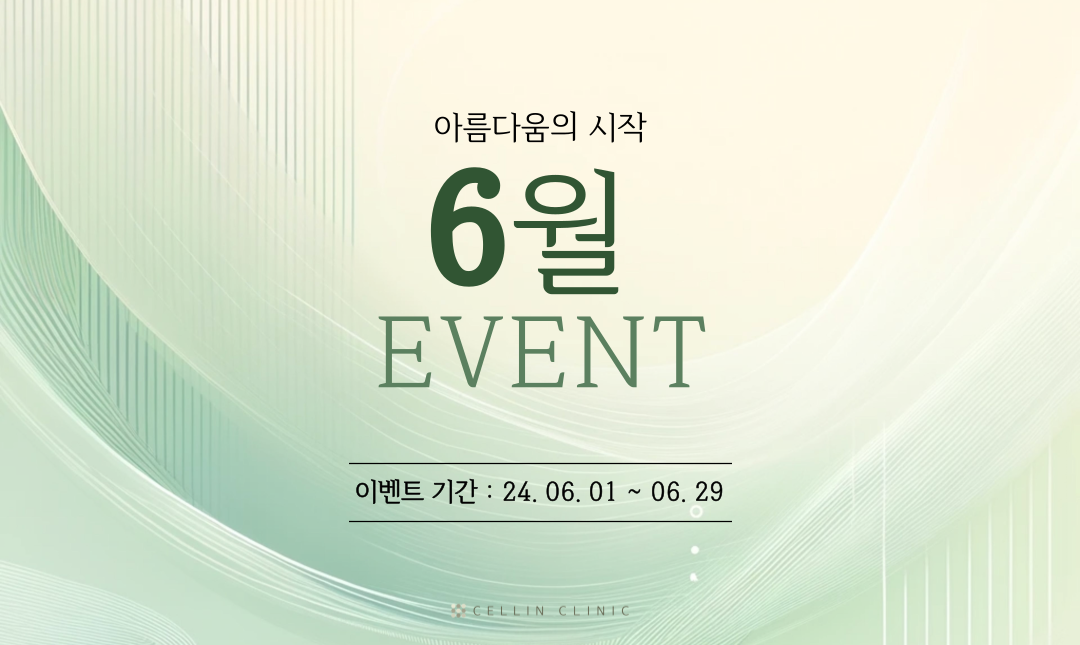 아름다움의 시작
6월
EVENT
이벤트 기간 : 24. 06. 01 ~ 06. 29
CELLIN CLINIC